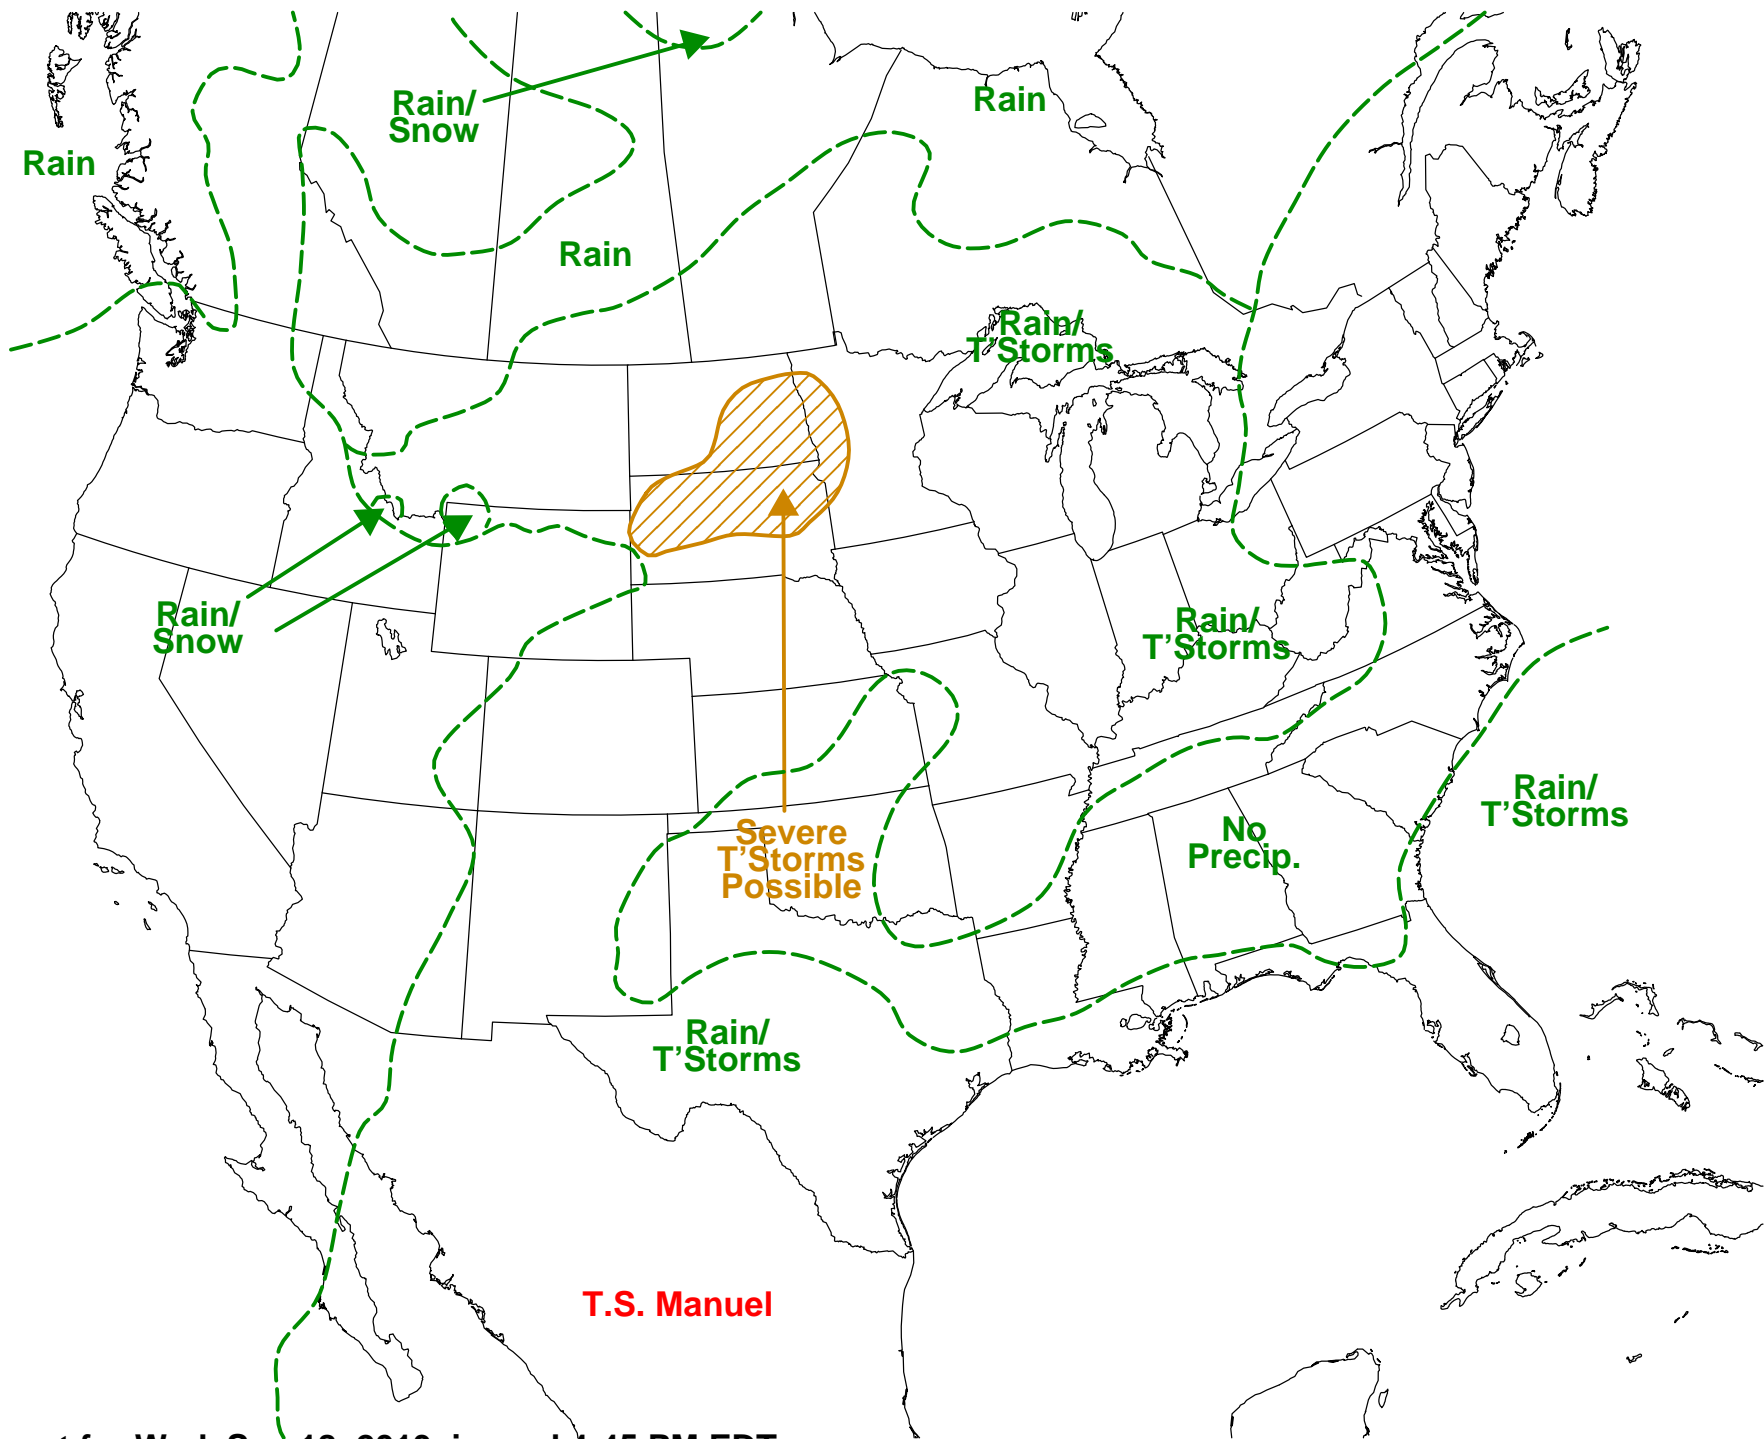 Rain/
Snow
Rain
Rain
Rain
Rain/
T'Storms
Rain/
Snow
Rain/
T'Storms
Rain/
T'Storms
No
Precip.
Severe
T'Storms
Possible
Rain/
T'Storms
T.S. Manuel